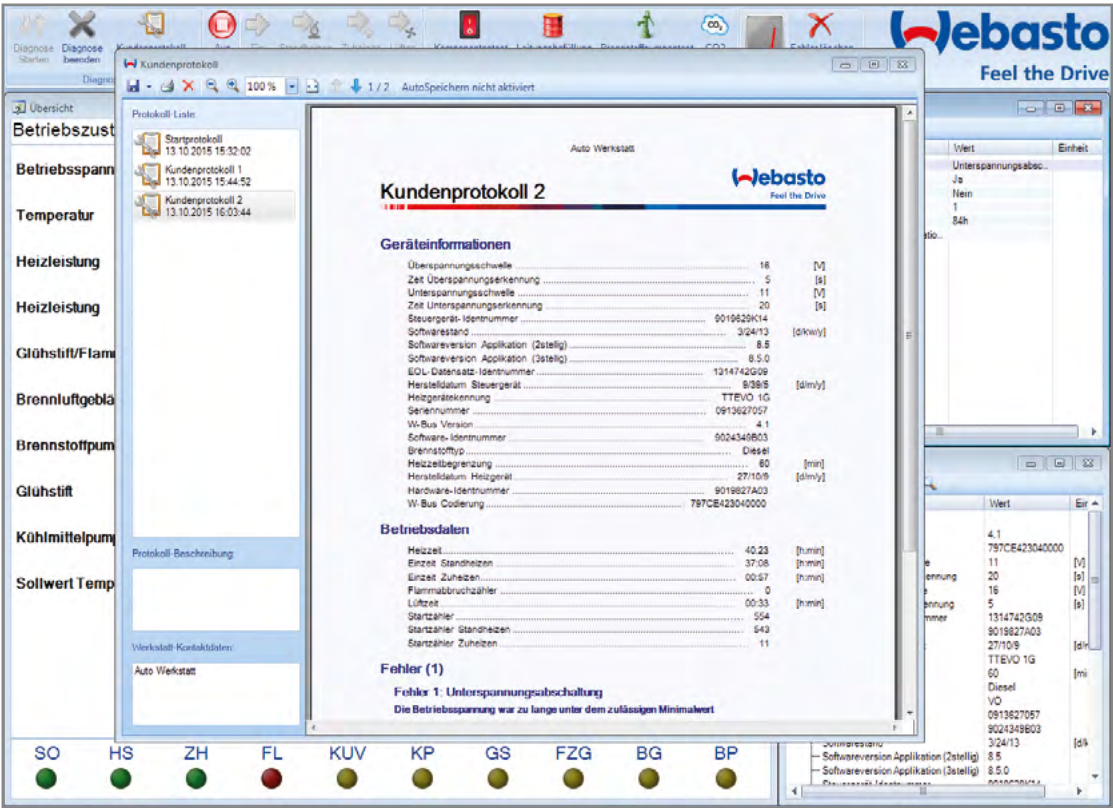 Diagnose Starten
Diagnose beenden
Kundenprotokoll
Webasto
Feel the Drive
Kundenprotokoll
100 %
1 / 2
AutoSpeichern nicht aktiviert
Übersicht
Betriebszust
Betriebsspann
Temperatur
Heizleistung
Heizleistung
Glühstift/Flam
Brennluftgeblä
Brennstoffpum
Glühstift
Kühlmittelpump
Sollwert Temp
Protokoll-Liste:
Startprotokoll
13.10.2015 15:32:02
Kundenprotokoll 1
13.10.2015 15:44:52
Kundenprotokoll 2
13.10.2015 16:03:44
Protokoll-Beschreibung:
Werkstatt-Kontaktdaten:
Auto Werkstatt
Auto Werkstatt
Kundenprotokoll 2
Webasto
Feel the Drive
Geräteinformationen
Überspannungsschwelle 16 [V]
Zeit Überspannungserkennung 5 [s]
Unterspannungsschwelle 11 [V]
Zeit Unterspannungserkennung 20 [s]
Steuergerät-Identnummer 9019629K14
Softwarestand 3/24/13 [d/kw/y]
Softwareversion Applikation (2stellig) 8.5
Softwareversion Applikation (3stellig) 8.5.0
EOL-Datensatz-Identnummer 1314742G09
Herstelldatum Steuergerät 9/39/5 [d/m/y]
Heizgerätekennung TTEVO 1G
Seriennummer 0913627057
W-Bus Version 4.1
Software-Identnummer 9024349B03
Brennstofftyp Diesel
Heizzeitbegrenzung 60 [min]
Herstelldatum Heizgerät 27/10/9 [d/m/y]
Hardware-Identnummer 9019827A03
W-Bus Codierung 797CE423040000
Betriebsdaten
Heizzeit 40:23 [h:min]
Einzeit Standheizen 37:08 [h:min]
Einzeit Zuheizen 00:57 [h:min]
Flammabbruchzähler 0
Lüftzeit 00:33 [h:min]
Startzähler 554
Startzähler Standheizen 543
Startzähler Zuheizen 11
Fehler (1)
Fehler 1: Unterspannungsabschaltung
Die Betriebsspannung war zu lange unter dem zulässigen Minimalwert
Wert Einheit
Unterspannungsabsc..
Ja
Nein
1
84h
Wert
4.1
797CE423040000
11 [V]
ennung 20 [s]
16 [V]
ennung 5 [s]
mmer 1314742G09
9019827A03
27/10/9
TTEVO 1G
60 [mi
Diesel
VO
0913627057
9024349B03
Softwarestand 3/24/13
Softwareversion Applikation (2stellig) 8.5
Softwareversion Applikation (3stellig) 8.5.0
SO HS ZH FL KUV KP GS FZG BG BP